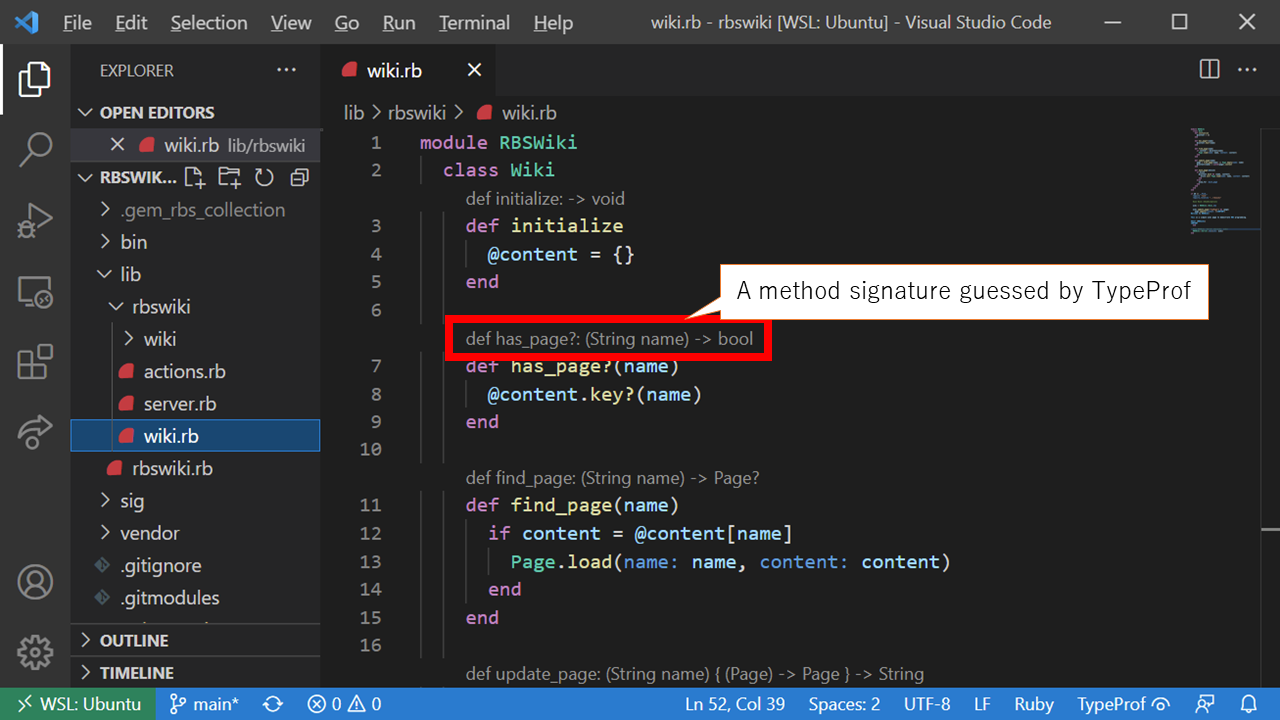 File Edit Selection View Go Run Terminal Help wiki.rb - rbswiki [WSL: Ubuntu] - Visual Studio Code
EXPLORER
OPEN EDITORS
wiki.rb lib/rbswiki
RBSWIK...
.gem_rbs_collection
bin
lib
rbswiki
wiki
actions.rb
server.rb
wiki.rb
rbswiki.rb
sig
vendor
.gitignore
.gitmodules
OUTLINE
TIMELINE
wiki.rb
lib > rbswiki > wiki.rb
1 module RBSWiki
2 class Wiki
def initialize: -> void
3 def initialize
4 @content = {}
5 end
6
A method signature guessed by TypeProf
def has_page?: (String name) -> bool
7 def has_page?(name)
8 @content.key?(name)
9 end
10
def find_page: (String name) -> Page?
11 def find_page(name)
12 if content = @content[name]
13 Page.load(name: name, content: content)
14 end
15 end
16
def update_page: (String name) { (Page) -> Page } -> String
WSL: Ubuntu main* 0 0 Ln 52, Col 39 Spaces: 2 UTF-8 LF Ruby TypeProf